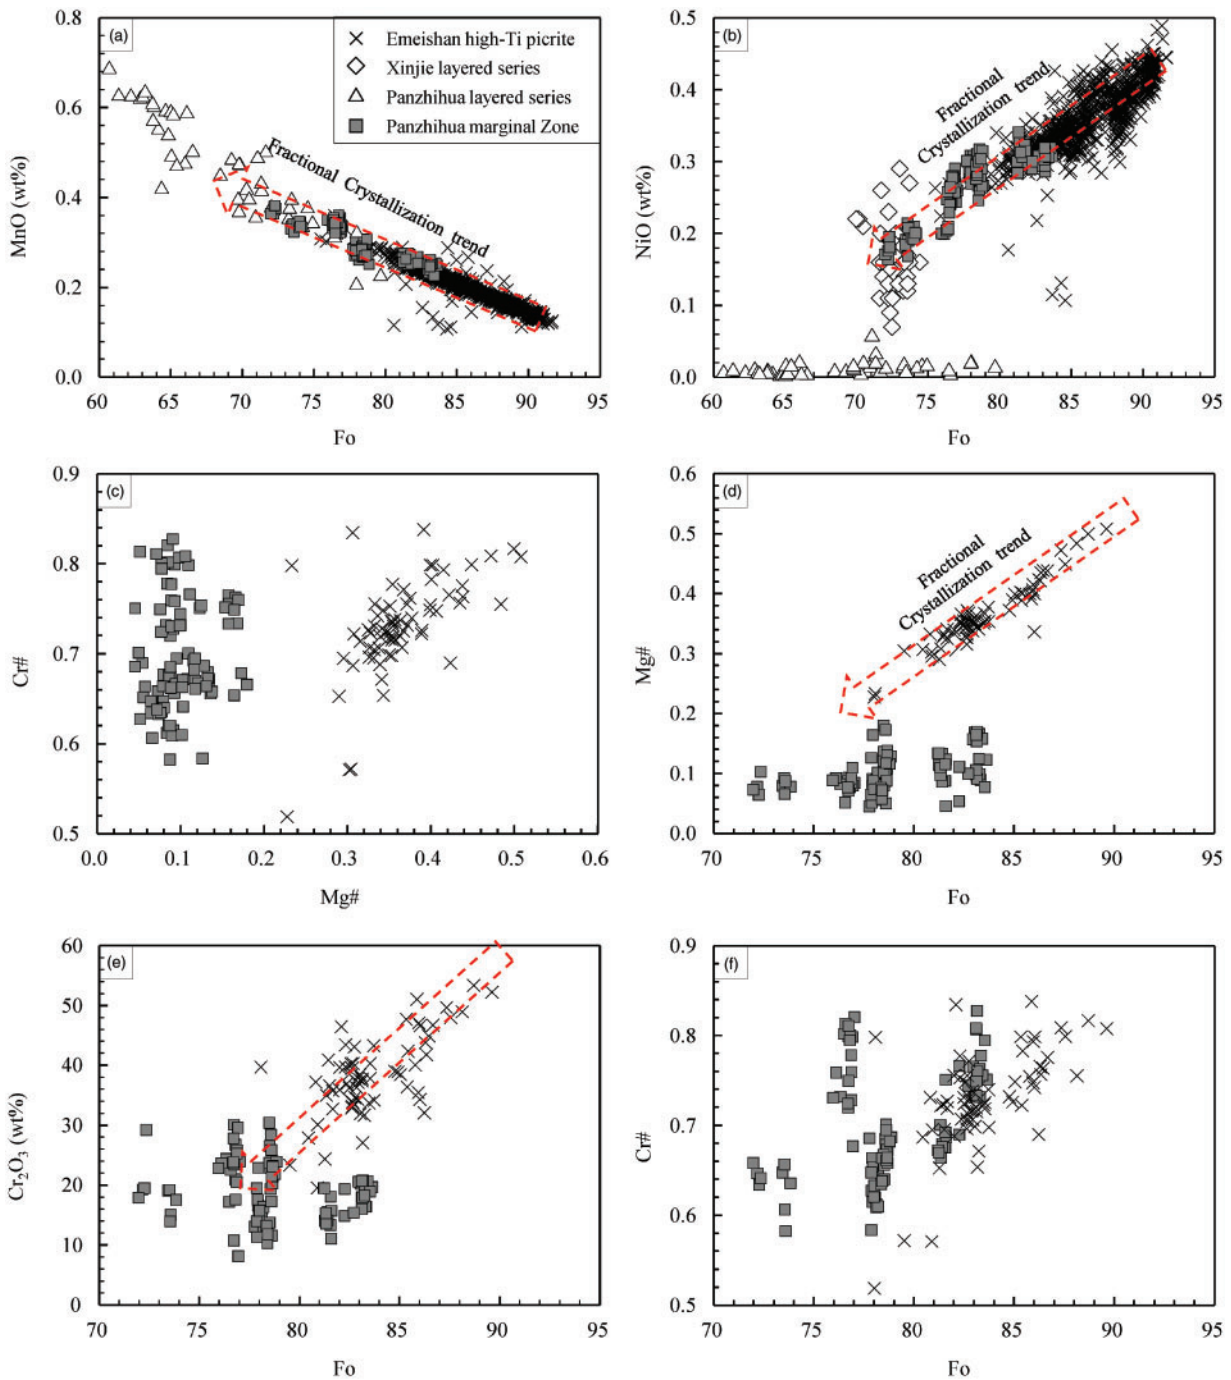 (a)
0.8
0.6
0.4
0.2
0.0
MnO (wt%)
× Emeishan high-Ti picrite
◇ Xinjie layered series
△ Panzhihua layered series
■ Panzhihua marginal Zone
Fractional Crystallization trend
60 65 70 75 80 85 90 95
Fo
(b)
0.5
0.4
0.3
0.2
0.1
0.0
NiO (wt%)
Fractional
Crystallization trend
60 65 70 75 80 85 90 95
Fo
(c)
0.9
0.8
0.7
0.6
0.5
Cr#
0.0 0.1 0.2 0.3 0.4 0.5 0.6
Mg#
(d)
0.6
0.5
0.4
0.3
0.2
0.1
0.0
Mg#
Fractional
Crystallization trend
70 75 80 85 90 95
Fo
(e)
60
50
40
30
20
10
0
Cr₂O₃ (wt%)
70 75 80 85 90 95
Fo
(f)
0.9
0.8
0.7
0.6
0.5
Cr#
70 75 80 85 90 95
Fo